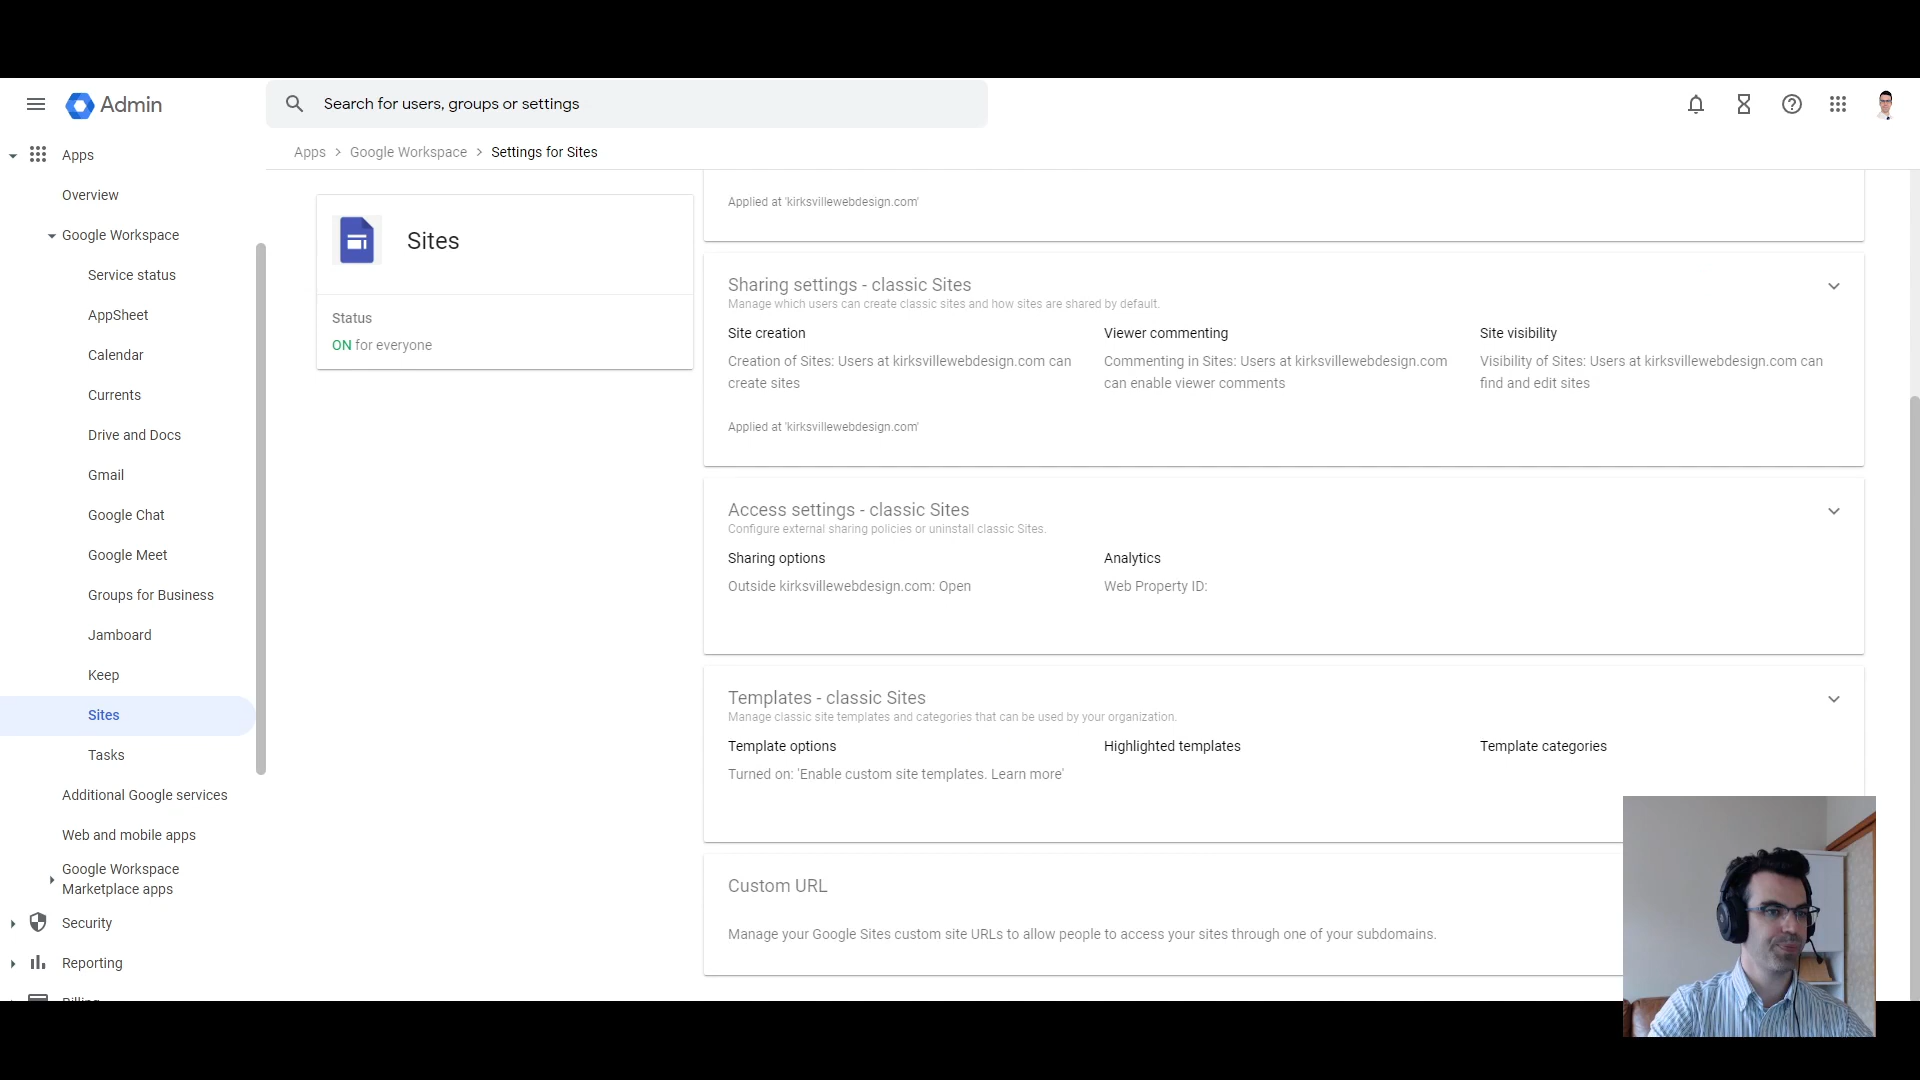 Admin
Search for users, groups or settings
Apps
Overview
Google Workspace
Service status
AppSheet
Calendar
Currents
Drive and Docs
Gmail
Google Chat
Google Meet
Groups for Business
Jamboard
Keep
Sites
Tasks
Additional Google services
Web and mobile apps
Google Workspace
Marketplace apps
Security
Reporting
Billing
Apps > Google Workspace > Settings for Sites
Sites
Status
ON for everyone
Applied at 'kirksvillewebdesign.com'
Sharing settings - classic Sites
Manage which users can create classic sites and how sites are shared by default.
Site creation
Creation of Sites: Users at kirksvillewebdesign.com can
create sites
Viewer commenting
Commenting in Sites: Users at kirksvillewebdesign.com
can enable viewer comments
Site visibility
Visibility of Sites: Users at kirksvillewebdesign.com can
find and edit sites
Applied at 'kirksvillewebdesign.com'
Access settings - classic Sites
Configure external sharing policies or uninstall classic Sites.
Sharing options
Outside kirksvillewebdesign.com: Open
Analytics
Web Property ID:
Templates - classic Sites
Manage classic site templates and categories that can be used by your organization.
Template options
Turned on: 'Enable custom site templates. Learn more'
Highlighted templates
Template categories
Custom URL
Manage your Google Sites custom site URLs to allow people to access your sites through one of your subdomains.